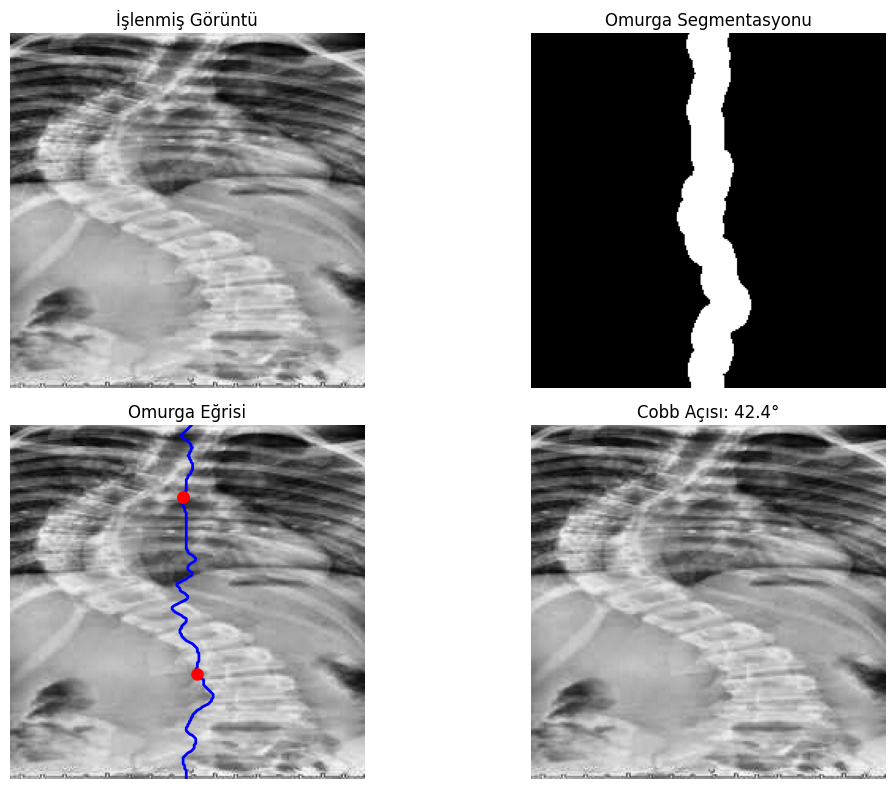 İşlenmiş Görüntü
Omurga Segmentasyonu
Omurga Eğrisi
Cobb Açısı: 42.4°